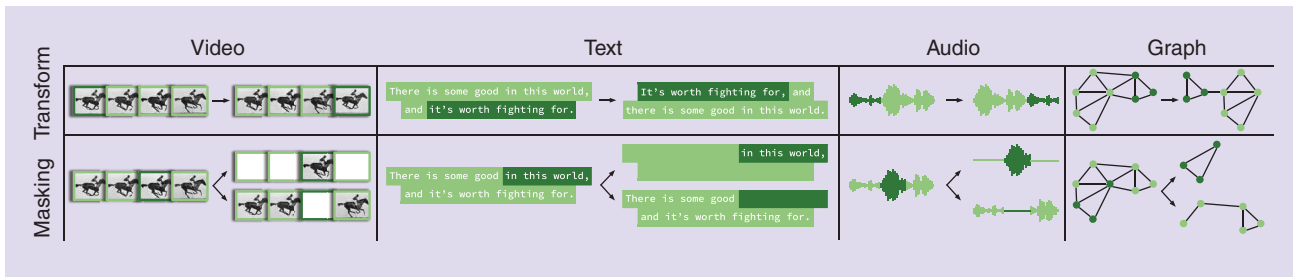 Video
Text
Audio
Graph
Transform
There is some good in this world,
and it's worth fighting for.
It's worth fighting for, and
there is some good in this world.
Masking
There is some good in this world,
and it's worth fighting for.
in this world,
There is some good
and it's worth fighting for.